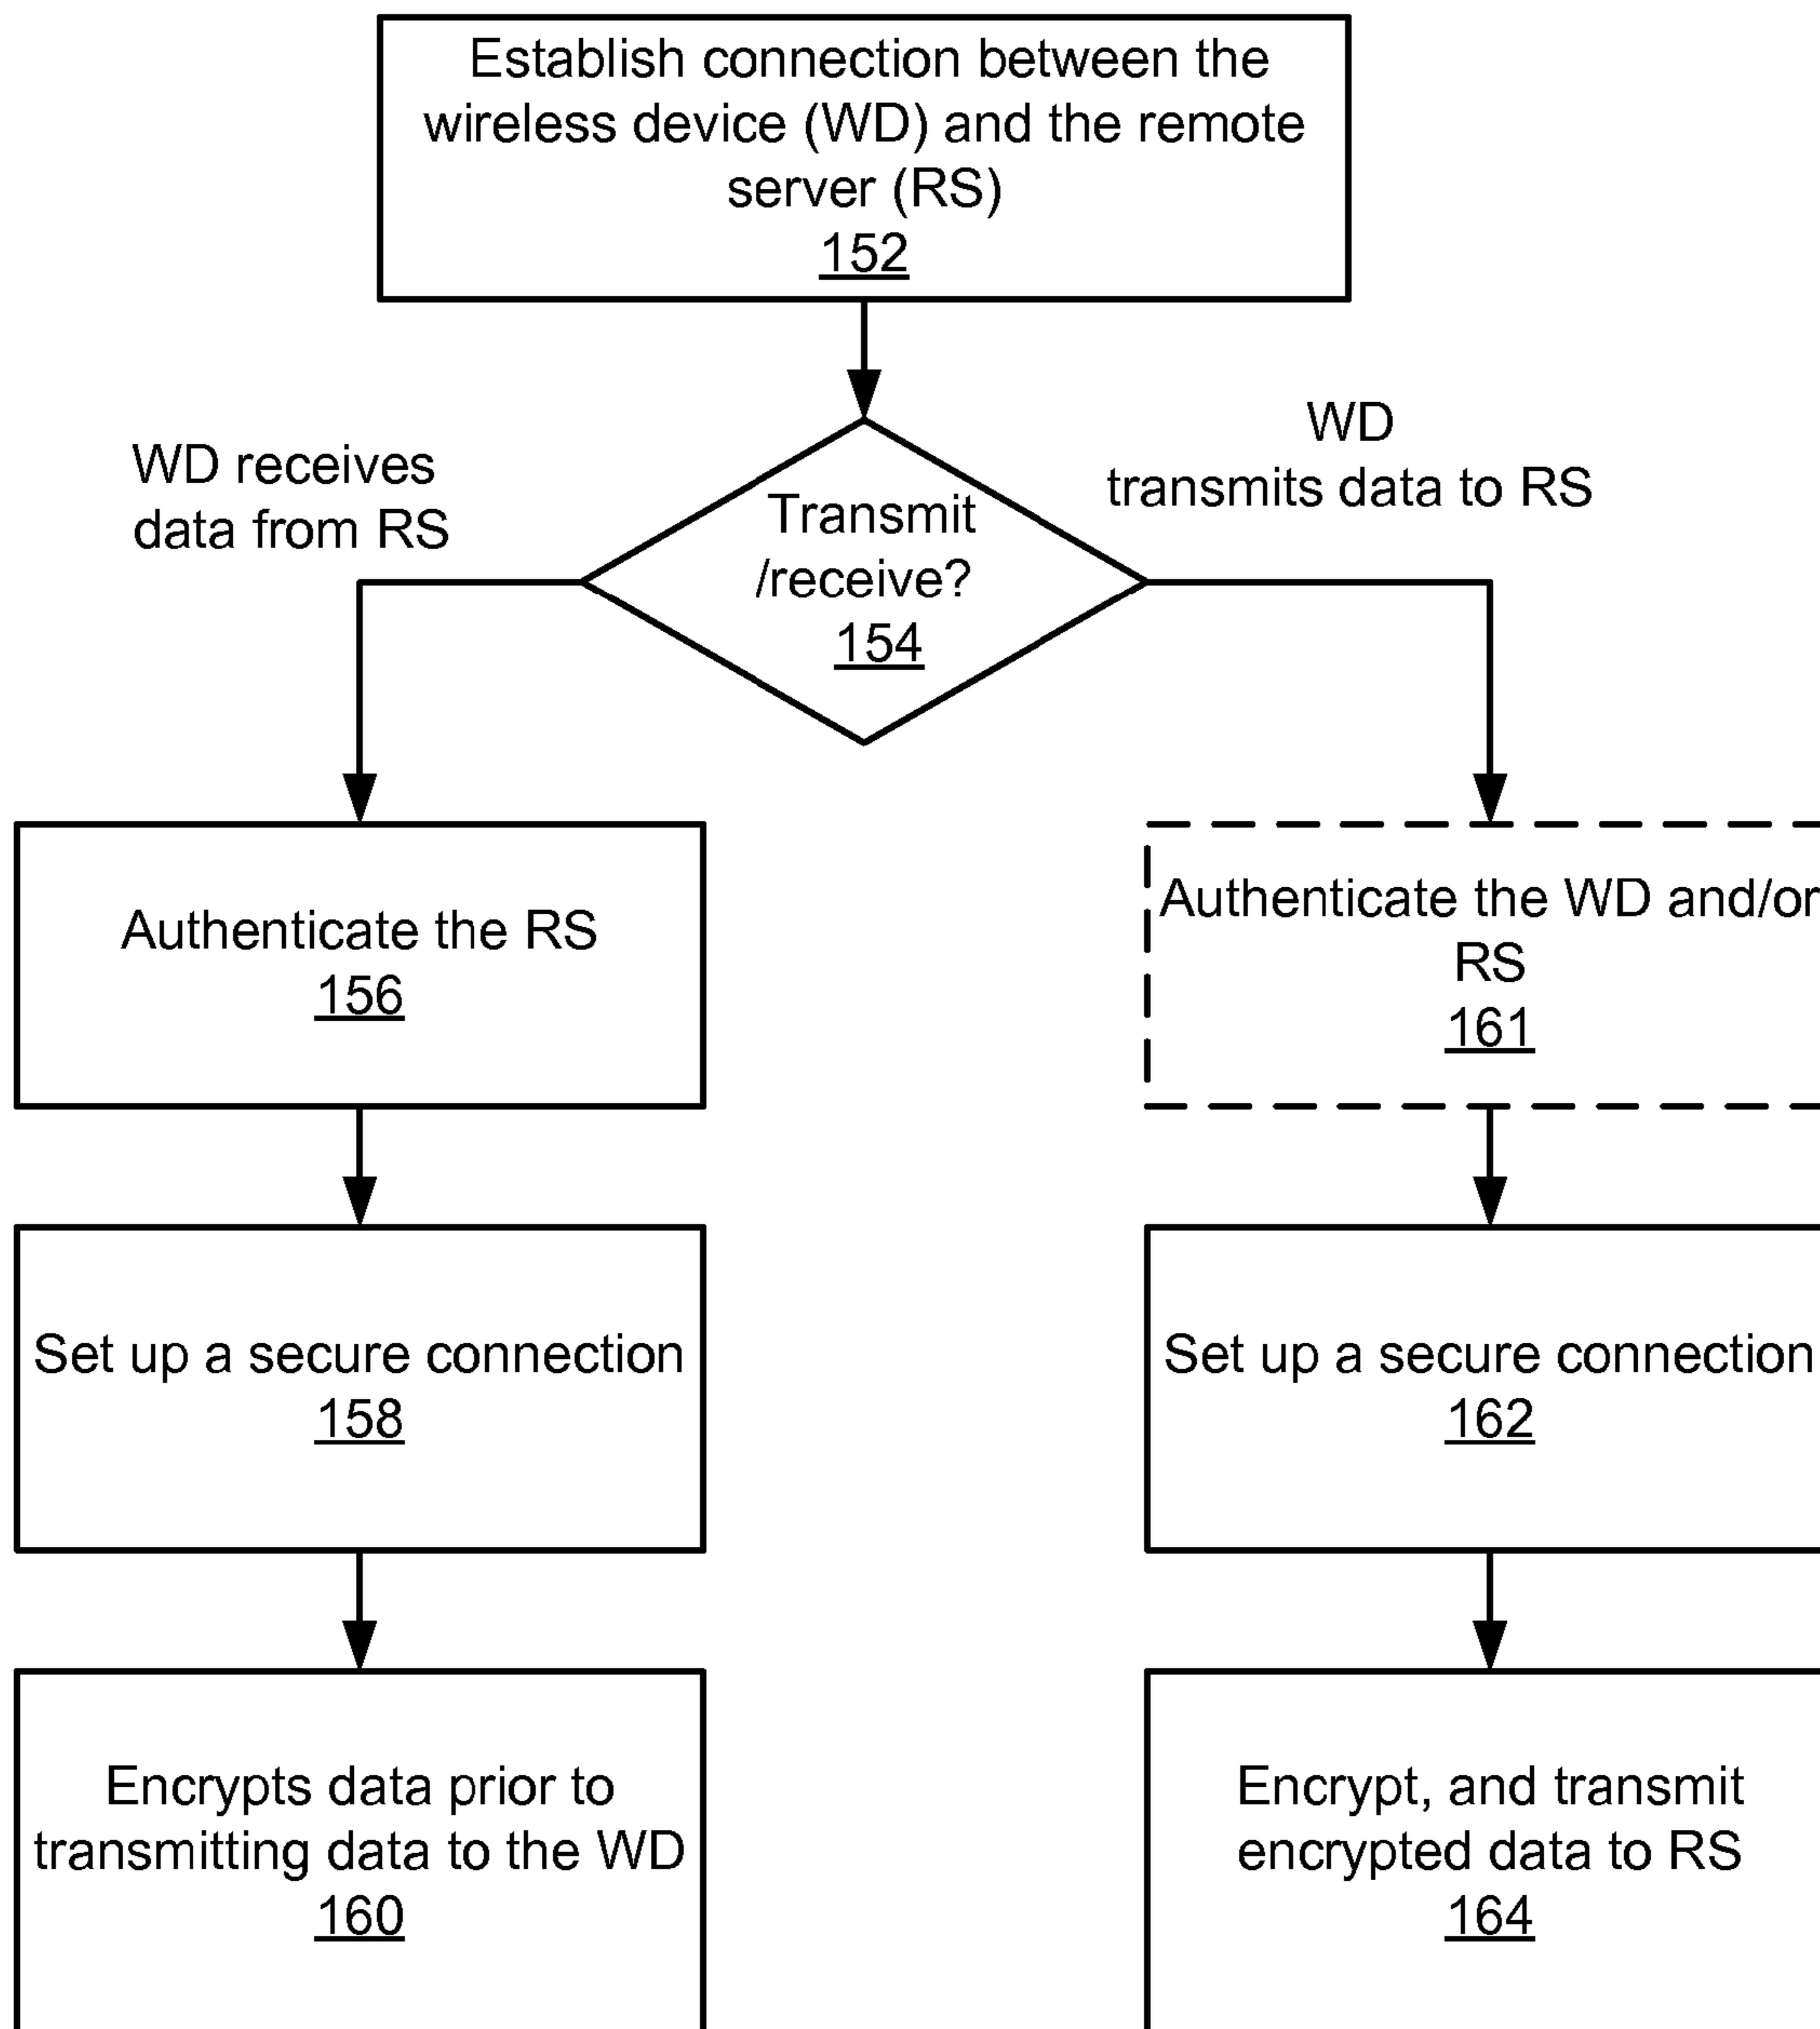 Establish connection between the
wireless device (WD) and the remote
server (RS)
152
WD receives
data from RS
Transmit
/receive?
154
WD
transmits data to RS
Authenticate the RS
156
Authenticate the WD and/or
RS
161
Set up a secure connection
158
Set up a secure connection
162
Encrypts data prior to
transmitting data to the WD
160
Encrypt, and transmit
encrypted data to RS
164